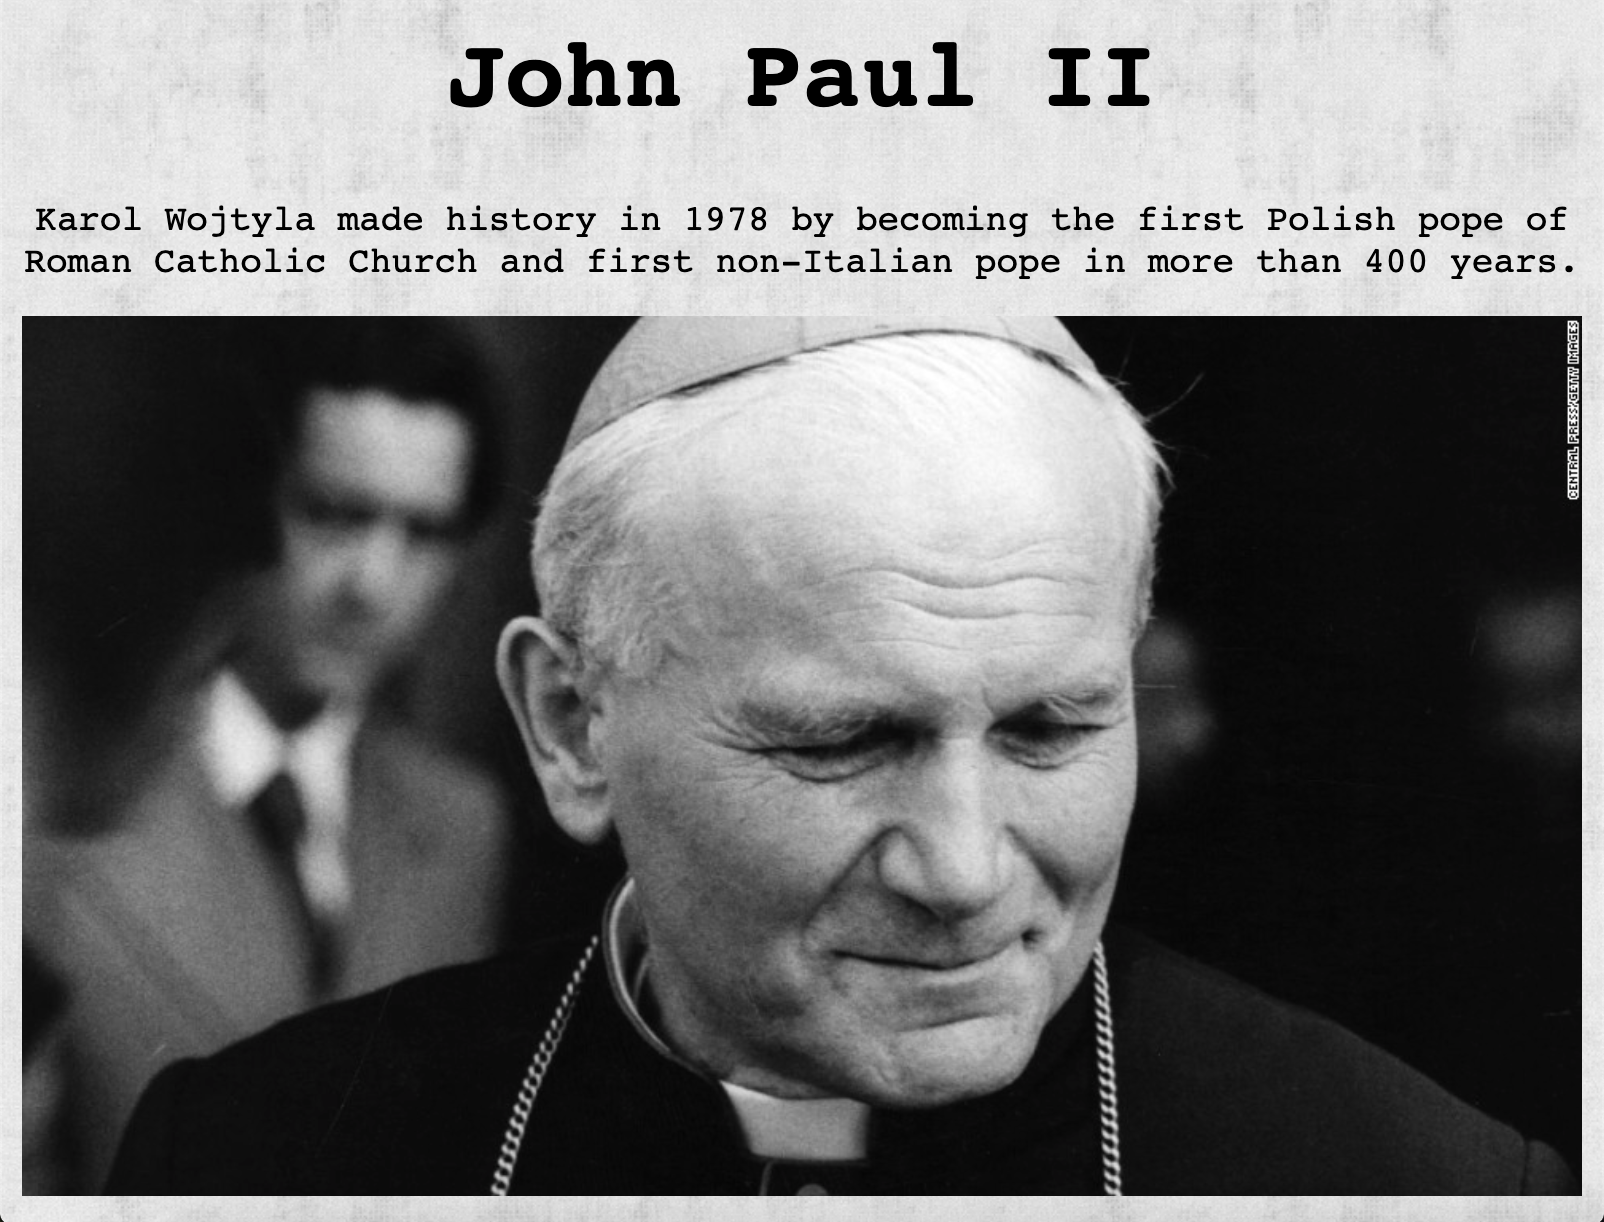 John Paul II
Karol Wojtyla made history in 1978 by becoming the first Polish pope of
Roman Catholic Church and first non-Italian pope in more than 400 years.
CENTRAL PRESS/GETTY IMAGES